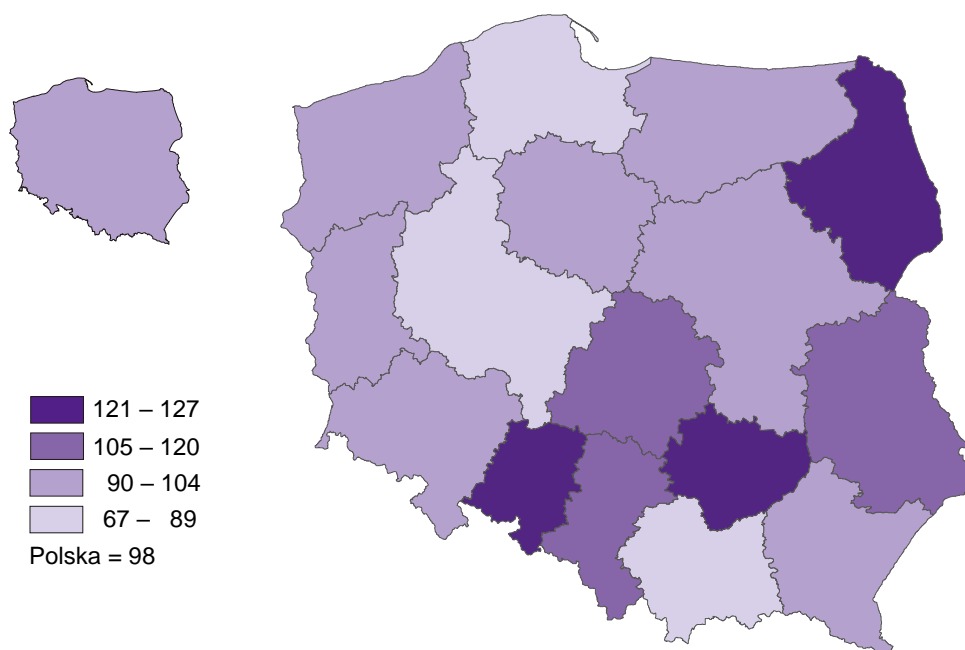 121 – 127
105 – 120
90 – 104
67 – 89
Polska = 98